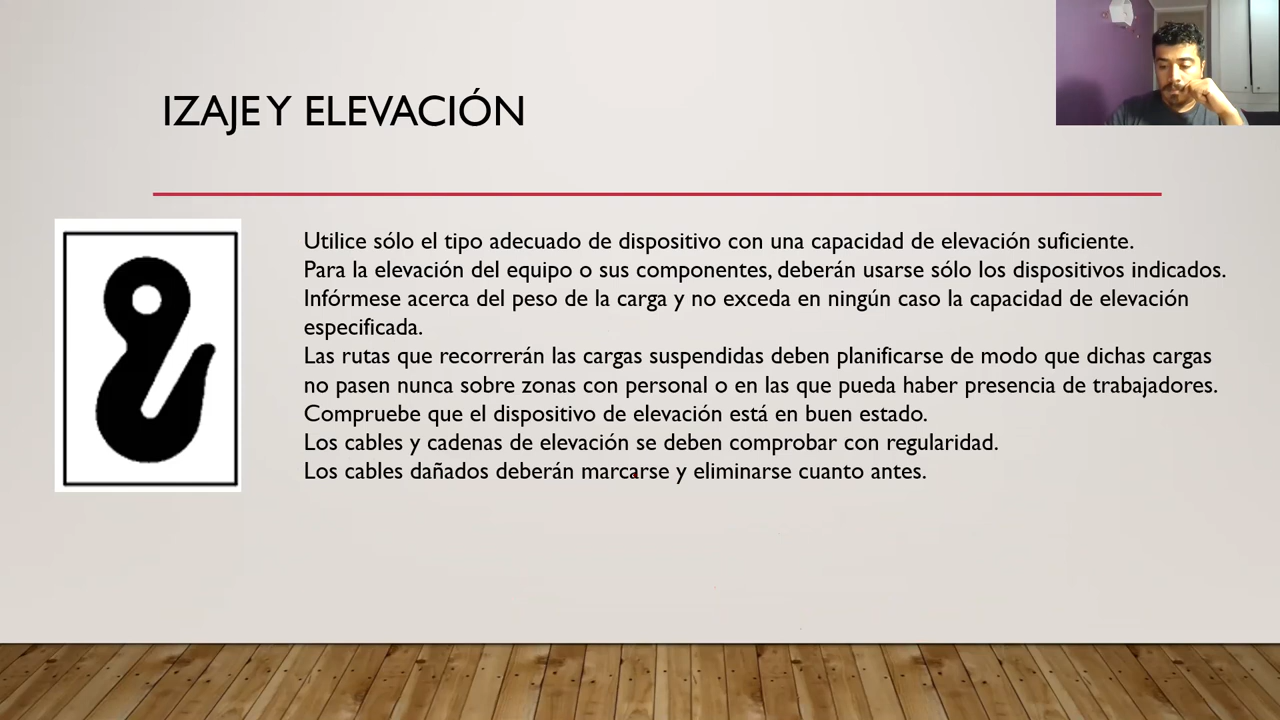 IZAJE Y ELEVACIÓN
Utilice sólo el tipo adecuado de dispositivo con una capacidad de elevación suficiente.
Para la elevación del equipo o sus componentes, deberán usarse sólo los dispositivos indicados.
Infórmese acerca del peso de la carga y no exceda en ningún caso la capacidad de elevación
especificada.
Las rutas que recorrerán las cargas suspendidas deben planificarse de modo que dichas cargas
no pasen nunca sobre zonas con personal o en las que pueda haber presencia de trabajadores.
Compruebe que el dispositivo de elevación está en buen estado.
Los cables y cadenas de elevación se deben comprobar con regularidad.
Los cables dañados deberán marcarse y eliminarse cuanto antes.